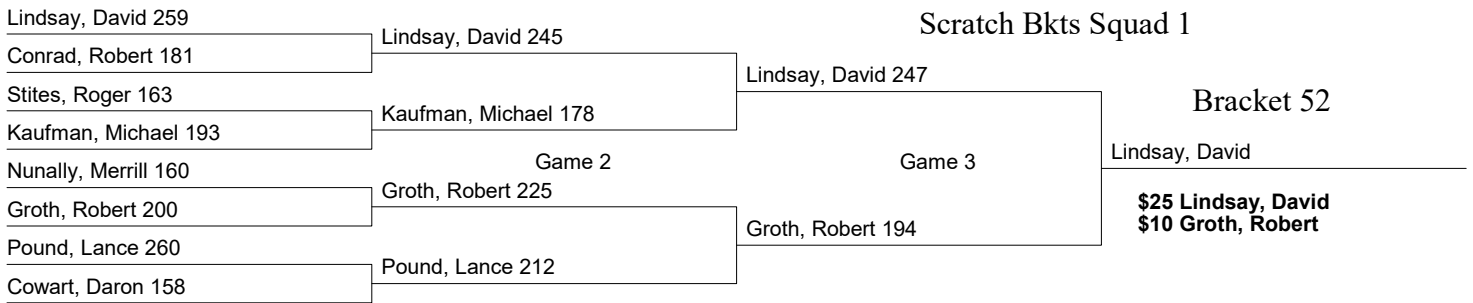 Scratch Bkts Squad 1
Bracket 52
Lindsay, David 259
Conrad, Robert 181
Stites, Roger 163
Kaufman, Michael 193
Nunally, Merrill 160
Groth, Robert 200
Pound, Lance 260
Cowart, Daron 158
Lindsay, David 245
Kaufman, Michael 178
Game 2
Groth, Robert 225
Pound, Lance 212
Lindsay, David 247
Game 3
Groth, Robert 194
Lindsay, David
$25 Lindsay, David
$10 Groth, Robert